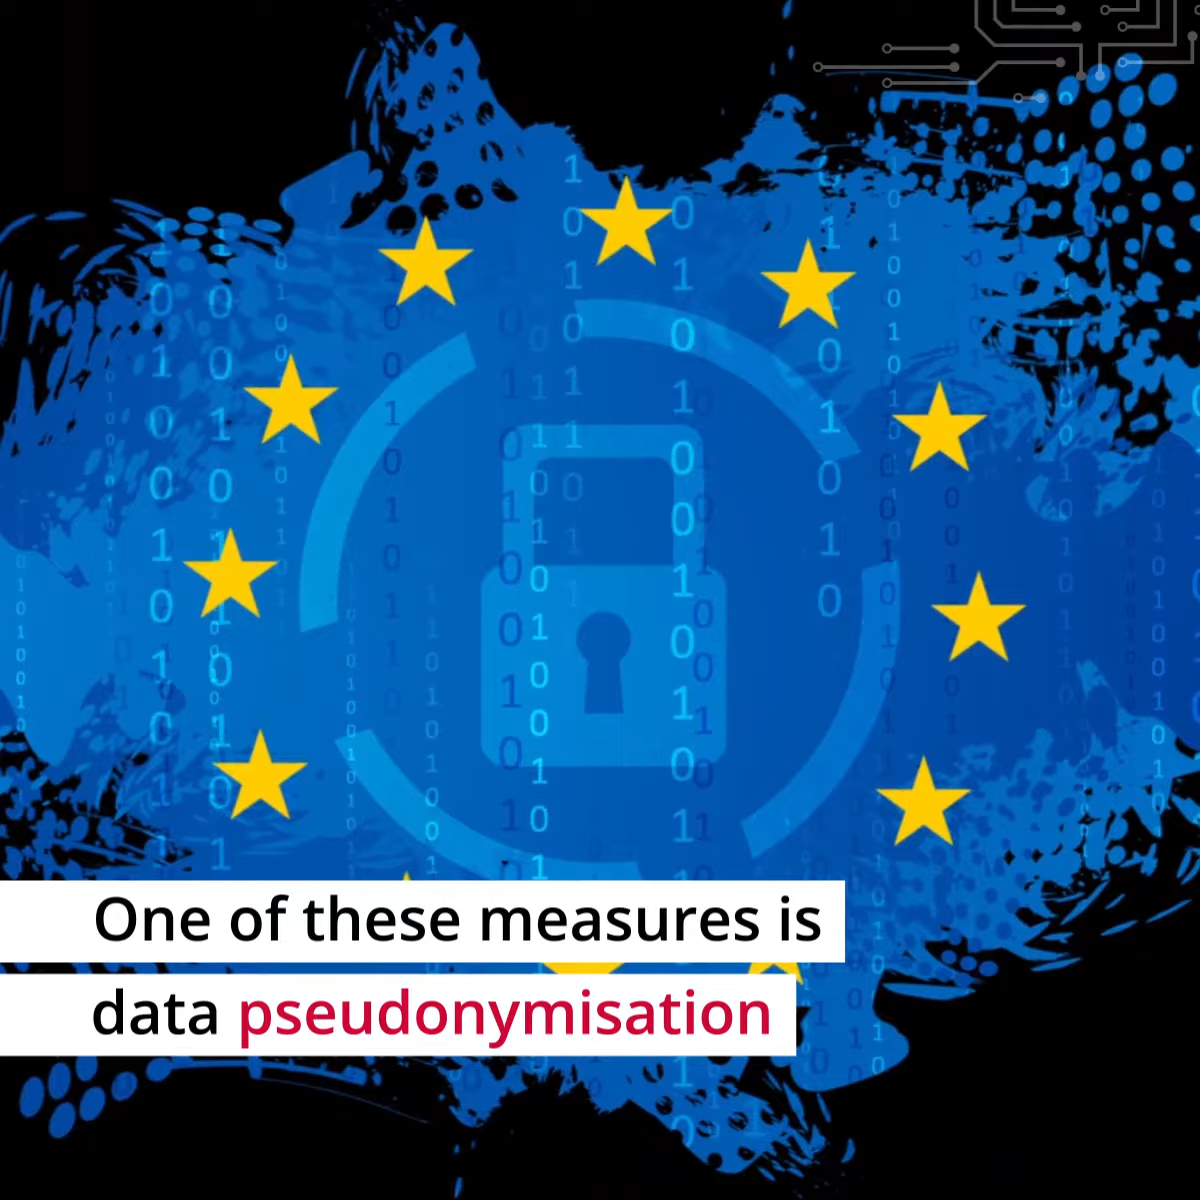 One of these measures is
data pseudonymisation